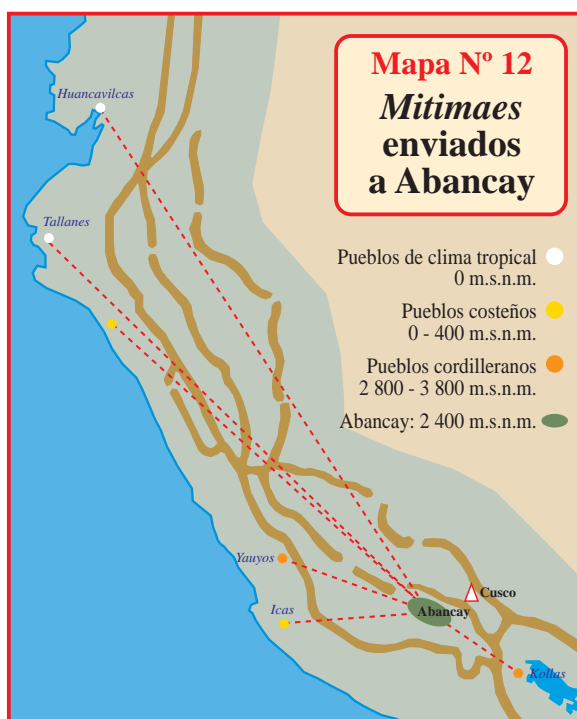 Mapa Nº 12
Mitimaes
enviados
a Abancay
Huancavilcas
Tallanes
Pueblos de clima tropical
0 m.s.n.m.
Pueblos costeños
0 - 400 m.s.n.m.
Pueblos cordilleranos
2 800 - 3 800 m.s.n.m.
Abancay: 2 400 m.s.n.m.
Yauyos
Cusco
Icas
Abancay
Kollas